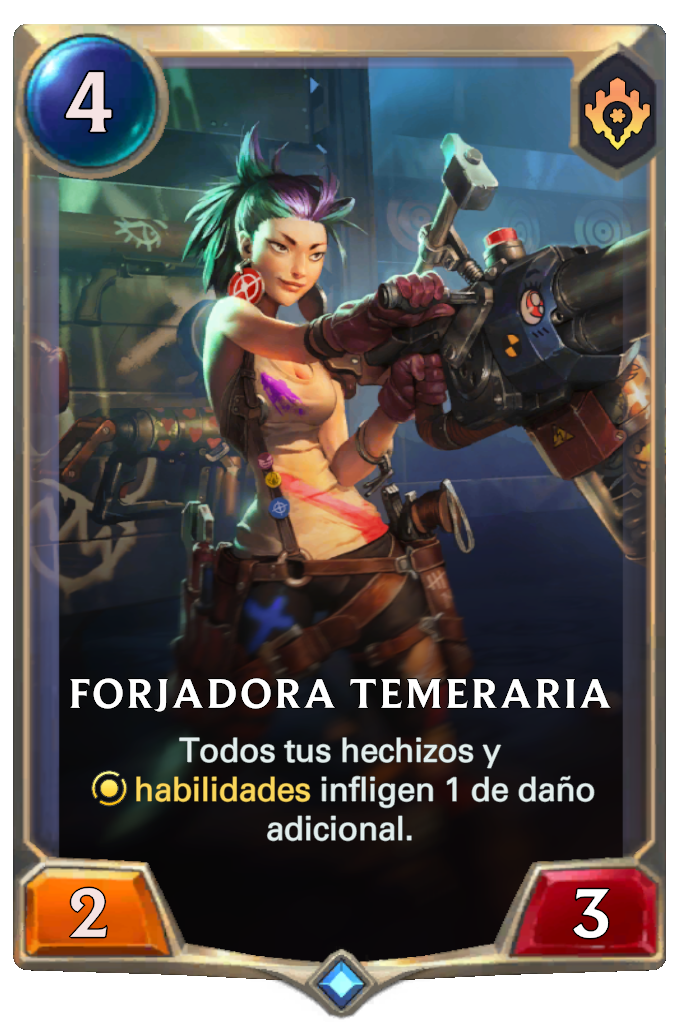 4
FORJADORA TEMERARIA
Todos tus hechizos y
habilidades infligen 1 de daño
adicional.
2
3